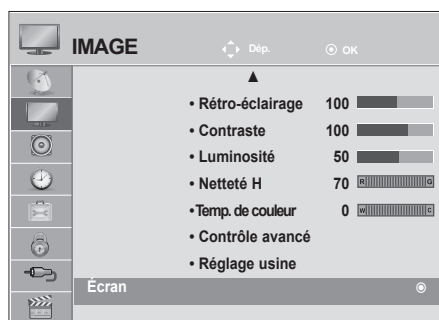 IMAGE Dép. OK
• Rétro-éclairage 100
• Contraste 100
• Luminosité 50
• Netteté H 70 R G
•Temp. de couleur 0 W C
• Contrôle avancé
• Réglage usine
Écran